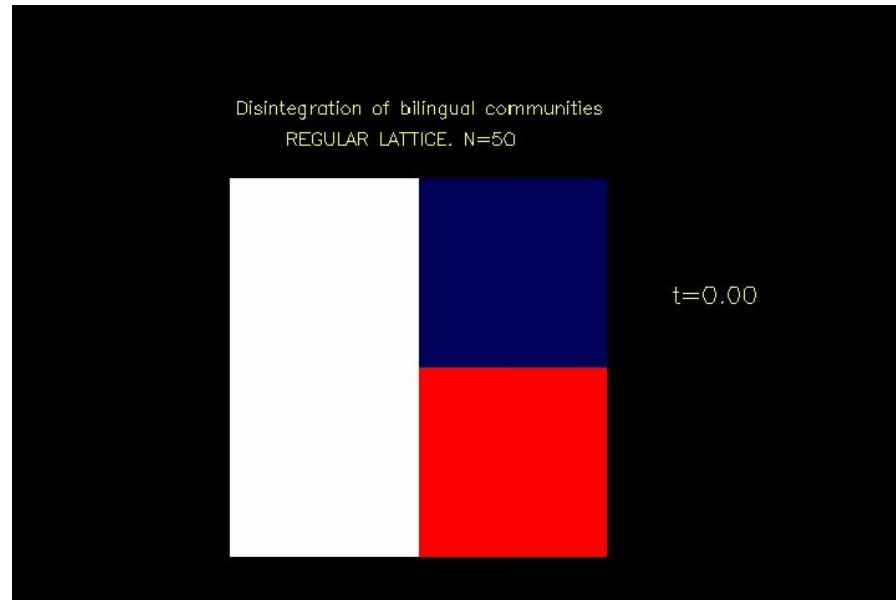 Disintegration of bilingual communities
REGULAR LATTICE. N=50
t=0.00